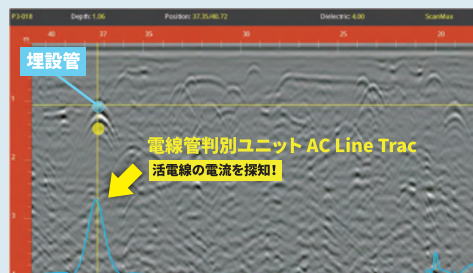 P3-018 Depth: 1.06 Position: 37.35/40.72 Dielectric: 4.00 ScanMax
m 40 37 35 30 25 20
埋設管
1
電線管判別ユニット AC Line Trac
活電線の電流を探知!
2
3